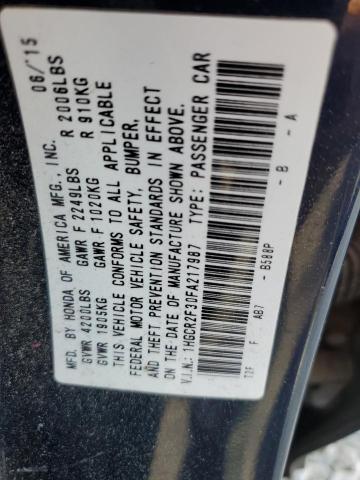 MFD. BY HONDA OF AMERICA MFG., INC. 06/'15
GVWR 4200LBS GAWR F 2249LBS R 2006LBS
GVWR 1905KG GAWR F 1020KG R 910KG
THIS VEHICLE CONFORMS TO ALL APPLICABLE
FEDERAL MOTOR VEHICLE SAFETY, BUMPER,
AND THEFT PREVENTION STANDARDS IN EFFECT
ON THE DATE OF MANUFACTURE SHOWN ABOVE.
V.I.N.: 1HGCR2F30FA217987 TYPE: PASSENGER CAR
T2F F AB7 - B588P - B - A